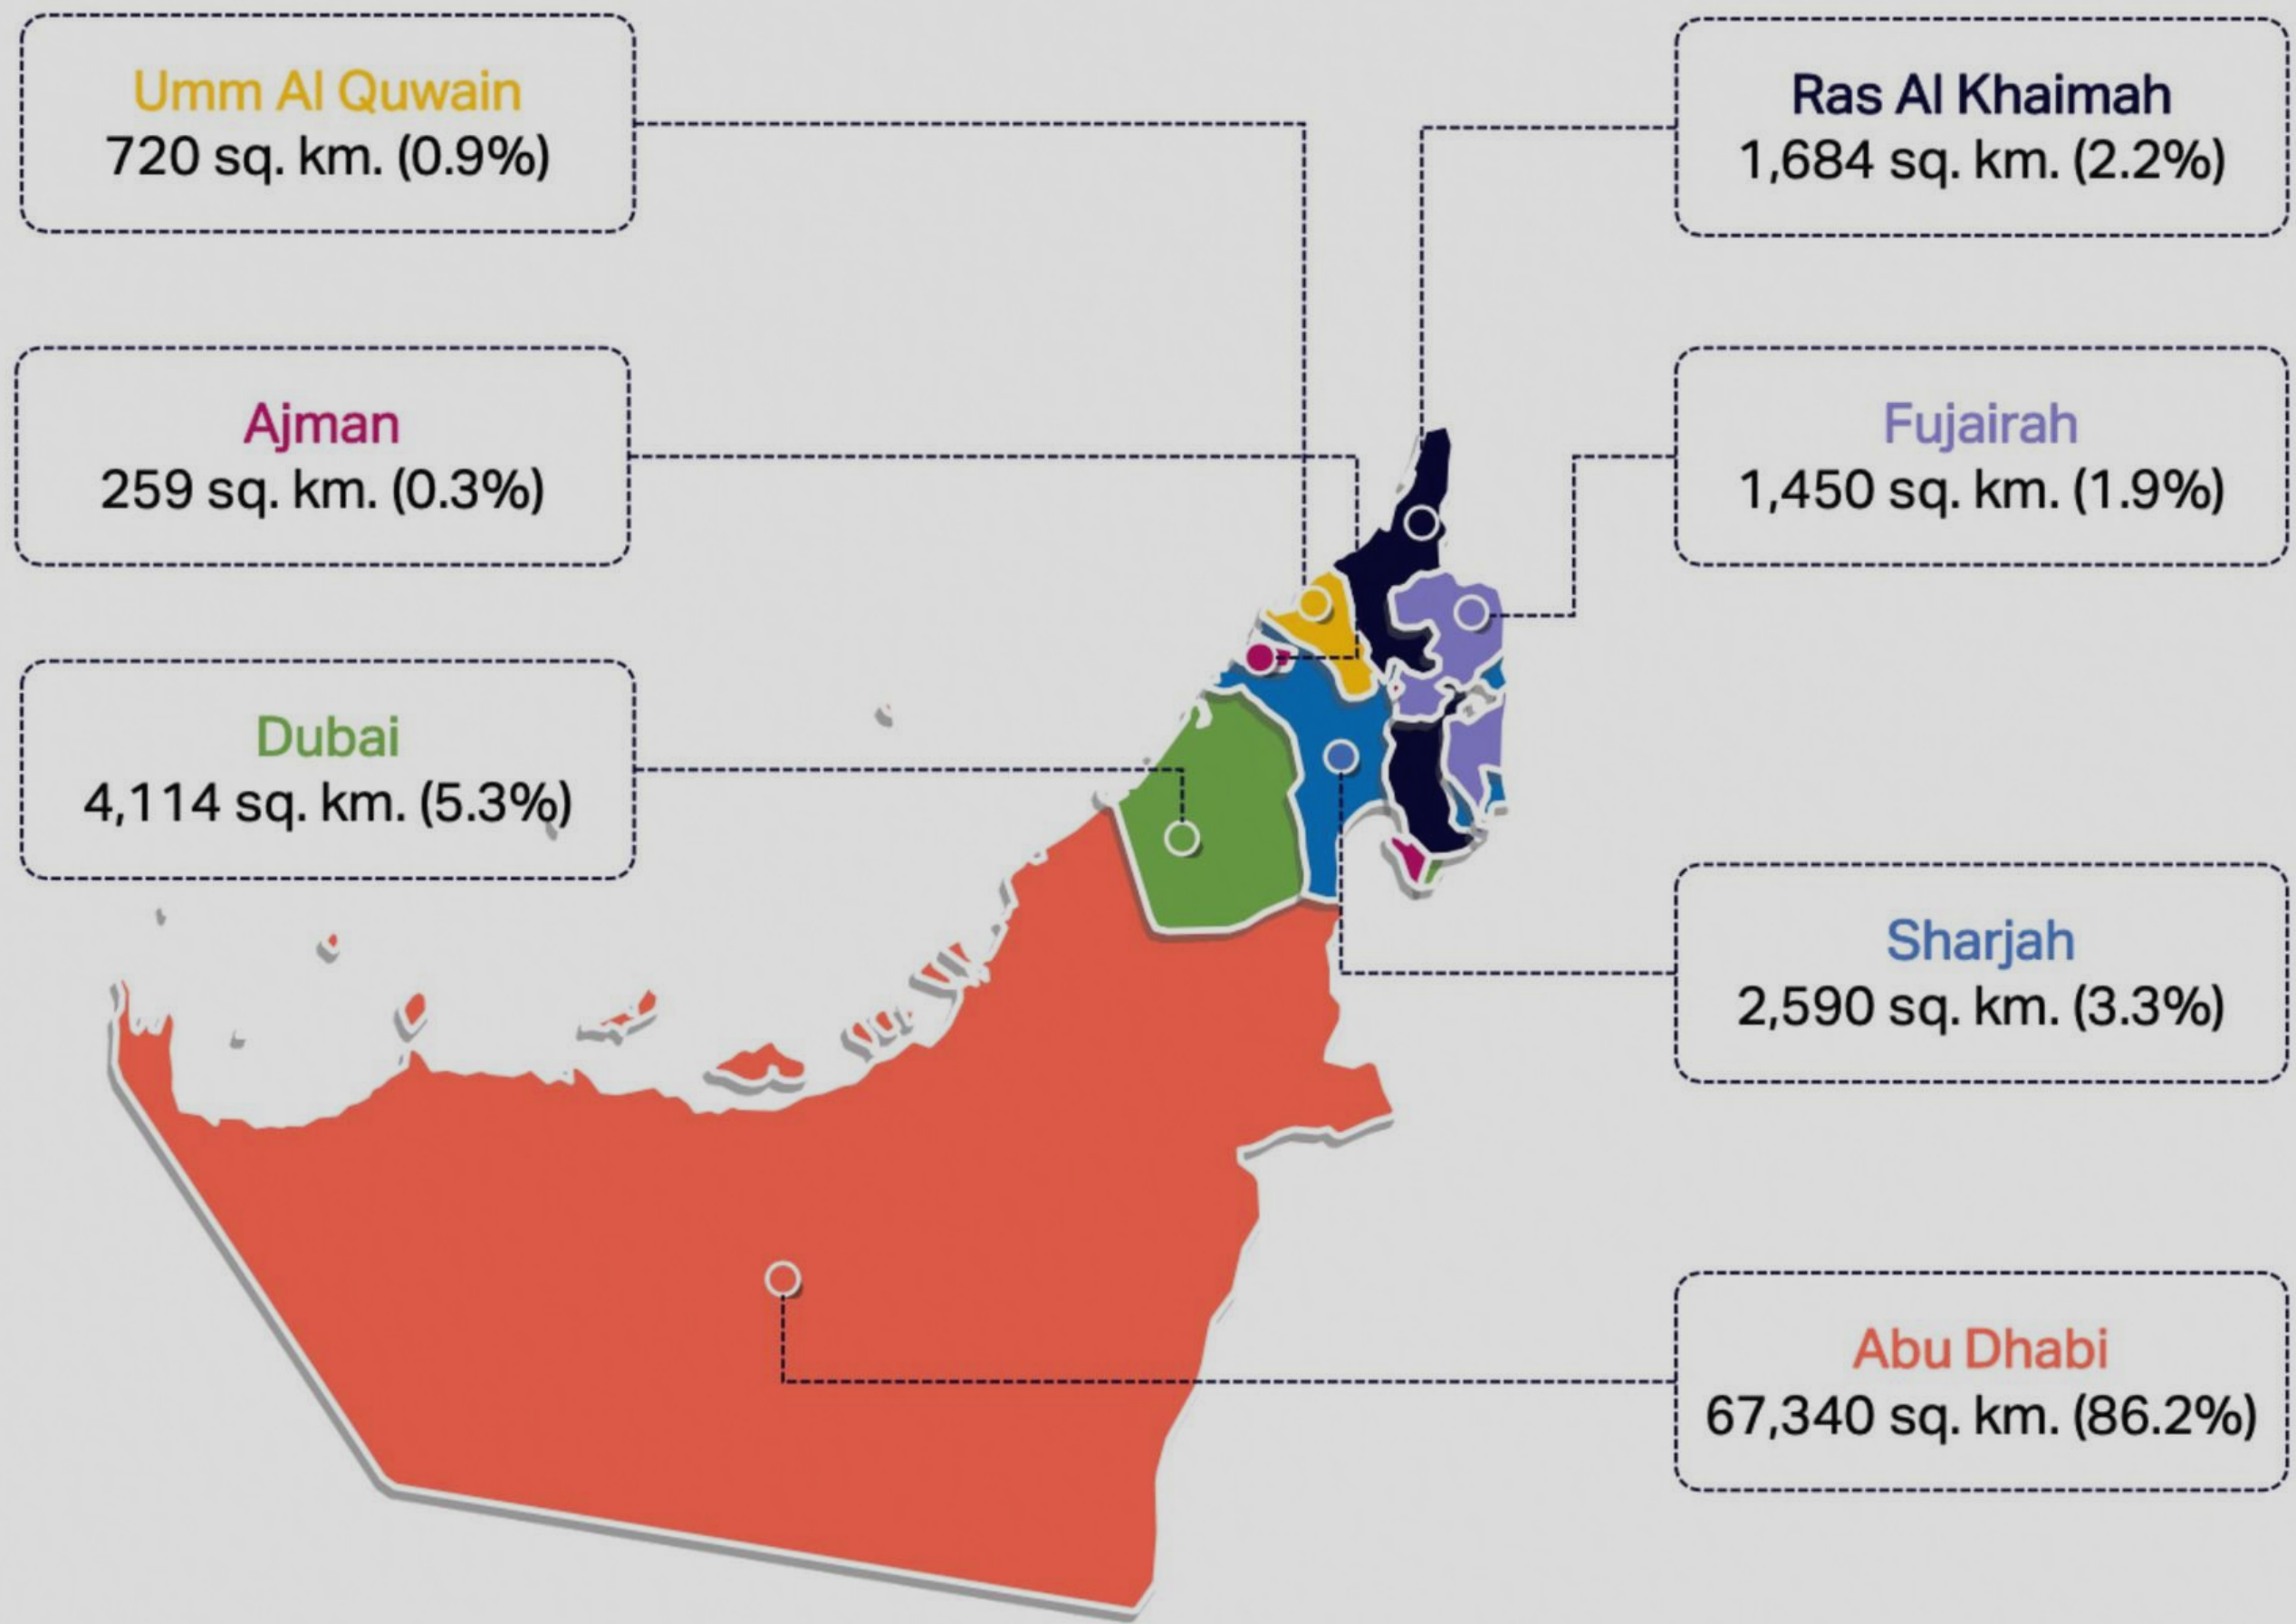 Umm Al Quwain
720 sq. km. (0.9%)
Ras Al Khaimah
1,684 sq. km. (2.2%)
Ajman
259 sq. km. (0.3%)
Fujairah
1,450 sq. km. (1.9%)
Dubai
4,114 sq. km. (5.3%)
Sharjah
2,590 sq. km. (3.3%)
Abu Dhabi
67,340 sq. km. (86.2%)